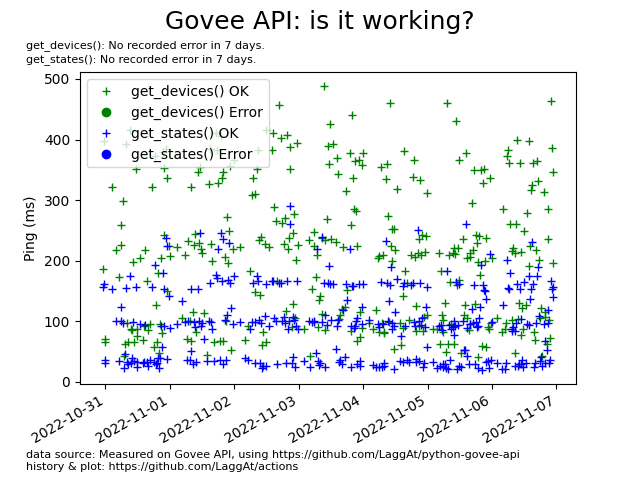 Govee API: is it working?
get_devices(): No recorded error in 7 days.
get_states(): No recorded error in 7 days.
500
400
300
200
100
0
Ping (ms)
get_devices() OK
get_devices() Error
get_states() OK
get_states() Error
2022-10-31
2022-11-01
2022-11-02
2022-11-03
2022-11-04
2022-11-05
2022-11-06
2022-11-07
data source: Measured on Govee API, using https://github.com/LaggAt/python-govee-api
history & plot: https://github.com/LaggAt/actions